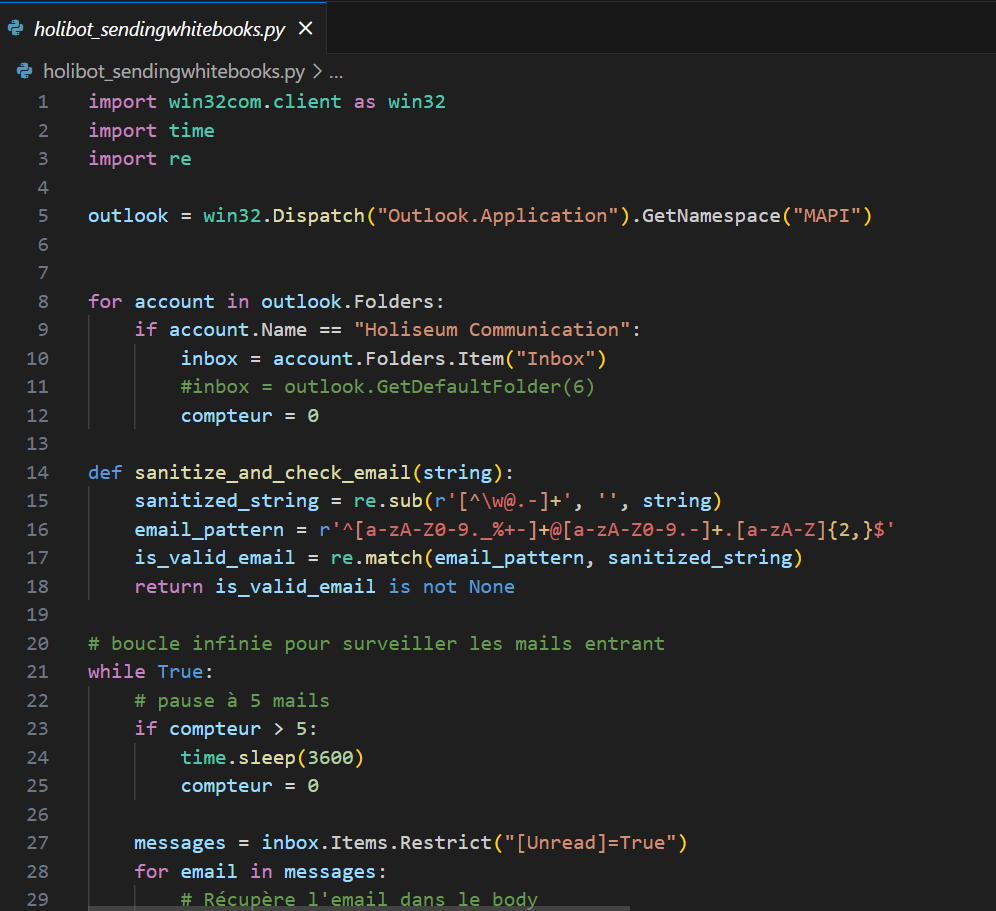 holibot_sendingwhitebooks.py
holibot_sendingwhitebooks.py > ...
1 import win32com.client as win32
2 import time
3 import re
4
5 outlook = win32.Dispatch("Outlook.Application").GetNamespace("MAPI")
6
7
8 for account in outlook.Folders:
9     if account.Name == "Holiseum Communication":
10         inbox = account.Folders.Item("Inbox")
11         #inbox = outlook.GetDefaultFolder(6)
12         compteur = 0
13
14 def sanitize_and_check_email(string):
15     sanitized_string = re.sub(r'[^\w@.-]+', '', string)
16     email_pattern = r'^[a-zA-Z0-9._%+-]+@[a-zA-Z0-9.-]+.[a-zA-Z]{2,}$'
17     is_valid_email = re.match(email_pattern, sanitized_string)
18     return is_valid_email is not None
19
20 # boucle infinie pour surveiller les mails entrant
21 while True:
22     # pause à 5 mails
23     if compteur > 5:
24         time.sleep(3600)
25         compteur = 0
26
27     messages = inbox.Items.Restrict("[Unread]=True")
28     for email in messages:
29         # Récupère l'email dans le body